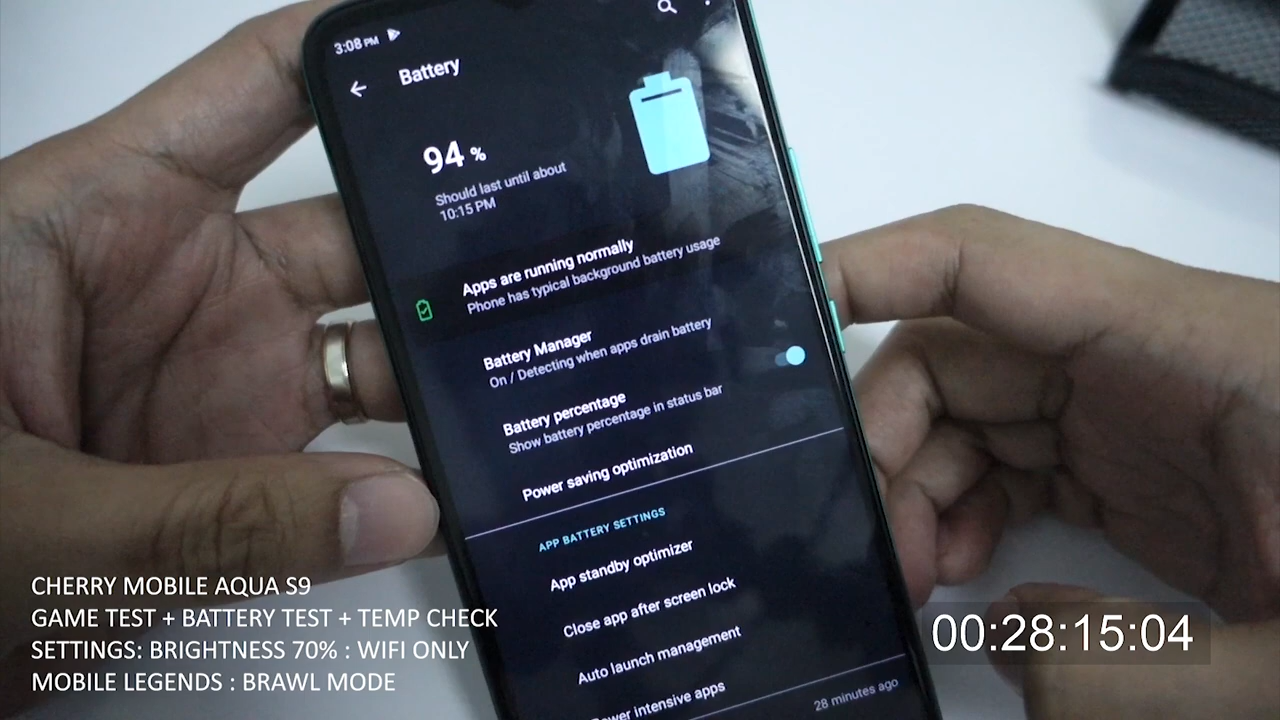 3:08 PM
Battery
94 %
Should last until about
10:15 PM
Apps are running normally
Phone has typical background battery usage
Battery Manager
On / Detecting when apps drain battery
Battery percentage
Show battery percentage in status bar
Power saving optimization
APP BATTERY SETTINGS
App standby optimizer
Close app after screen lock
Auto launch management
Power intensive apps
28 minutes ago
CHERRY MOBILE AQUA S9
GAME TEST + BATTERY TEST + TEMP CHECK
SETTINGS: BRIGHTNESS 70% : WIFI ONLY
MOBILE LEGENDS : BRAWL MODE
00:28:15:04